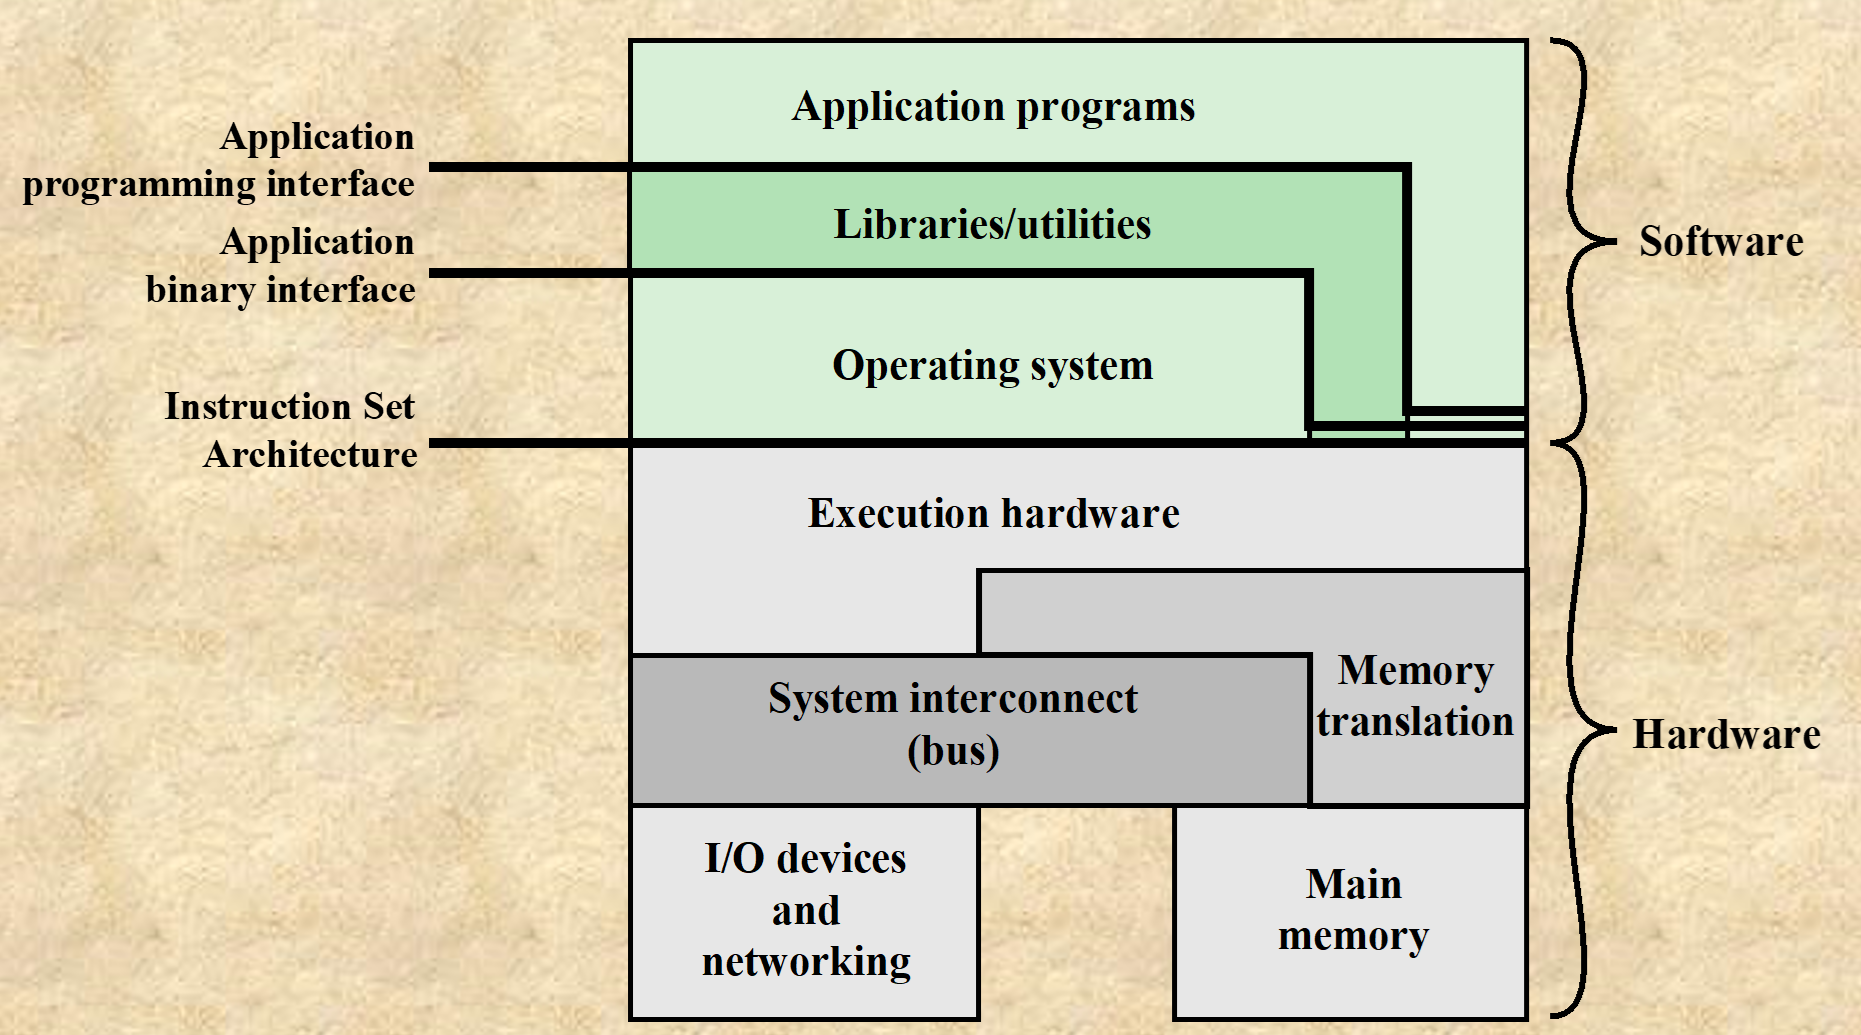 Application programs
Application
programming interface
Libraries/utilities
Application
binary interface
Software
Operating system
Instruction Set
Architecture
Execution hardware
Memory
translation
System interconnect
(bus)
Hardware
I/O devices
and
networking
Main
memory